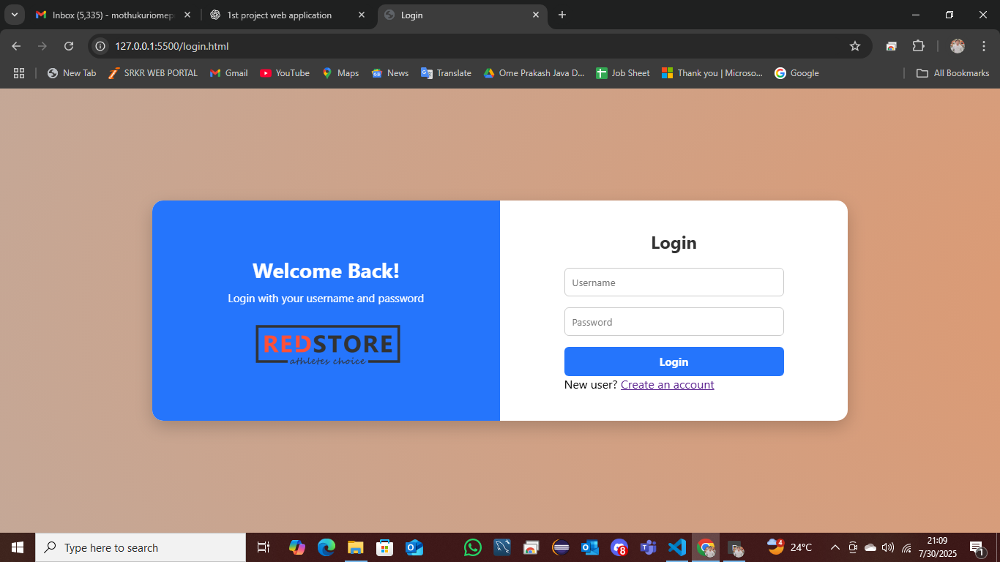 Inbox (5,335) - mothukuriomepr
1st project web application
Login
127.0.0.1:5500/login.html
New Tab
SRKR WEB PORTAL
Gmail
YouTube
Maps
News
Translate
Ome Prakash Java D...
Job Sheet
Thank you | Microso...
Google
All Bookmarks
Welcome Back!
Login with your username and password
REDSTORE
athletes choice
Login
Username
Password
Login
New user? Create an account
Type here to search
8
4
24°C
21:09
7/30/2025
1